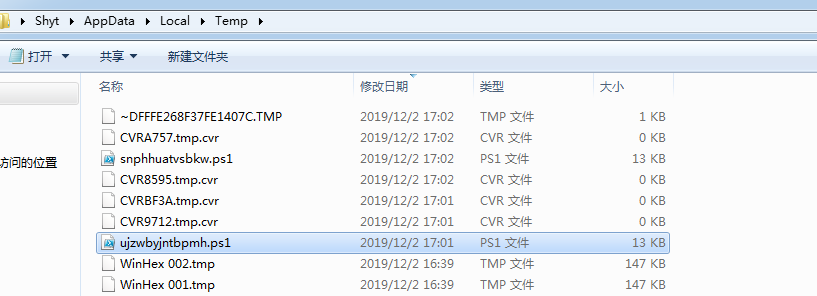 Shyt AppData Local Temp
打开 共享 新建文件夹
名称 修改日期 类型 大小
~DFFFE268F37FE1407C.TMP 2019/12/2 17:02 TMP 文件 1 KB
CVRA757.tmp.cvr 2019/12/2 17:02 CVR 文件 0 KB
snphhuatvsbkw.ps1 2019/12/2 17:02 PS1 文件 13 KB
访问的位置
CVR8595.tmp.cvr 2019/12/2 17:02 CVR 文件 0 KB
CVRBF3A.tmp.cvr 2019/12/2 17:01 CVR 文件 0 KB
CVR9712.tmp.cvr 2019/12/2 17:01 CVR 文件 0 KB
ujzwbyjntbpmh.ps1 2019/12/2 17:01 PS1 文件 13 KB
WinHex 002.tmp 2019/12/2 16:39 TMP 文件 147 KB
WinHex 001.tmp 2019/12/2 16:39 TMP 文件 147 KB